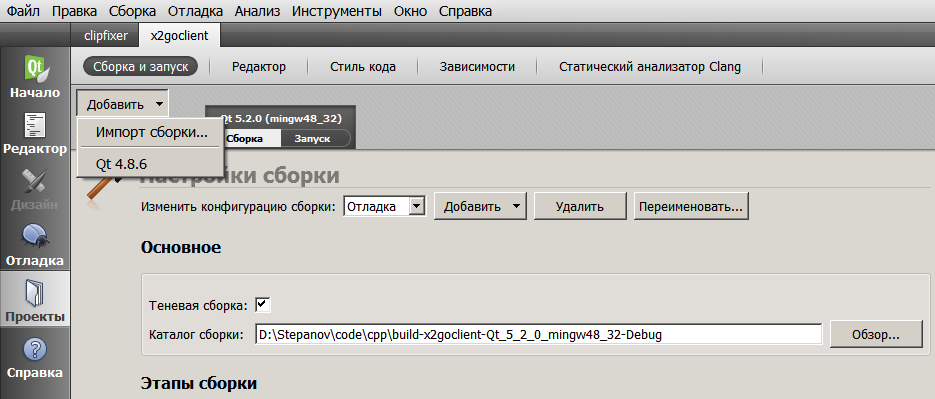 Файл Правка Сборка Отладка Анализ Инструменты Окно Справка
clipfixer x2goclient
Сборка и запуск Редактор Стиль кода Зависимости Статический анализатор Clang
Начало
Редактор
Дизайн
Отладка
Проекты
Справка
Добавить
Импорт сборки...
Qt 4.8.6
Qt 5.2.0 (mingw48_32)
Сборка Запуск
Настройки сборки
Изменить конфигурацию сборки: Отладка Добавить Удалить Переименовать...
Основное
Теневая сборка:
Каталог сборки: D:\Stepanov\code\cpp\build-x2goclient-Qt_5_2_0_mingw48_32-Debug Обзор...
Этапы сборки